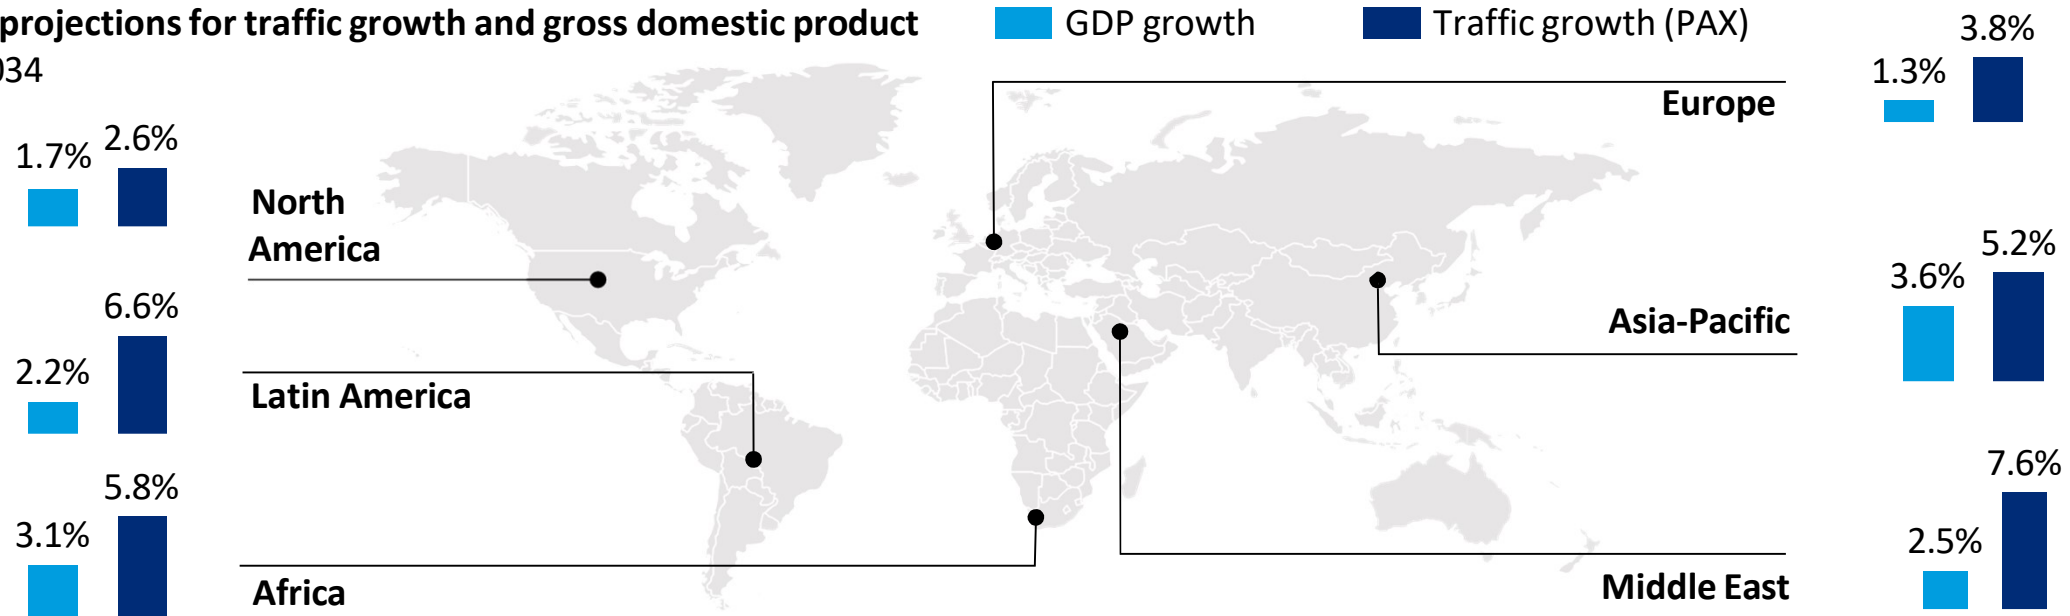 projections for traffic growth and gross domestic product
034
GDP growth
Traffic growth (PAX)
1.7%
2.6%
North
America
2.2%
6.6%
Latin America
3.1%
5.8%
Africa
1.3%
3.8%
Europe
3.6%
5.2%
Asia-Pacific
2.5%
7.6%
Middle East